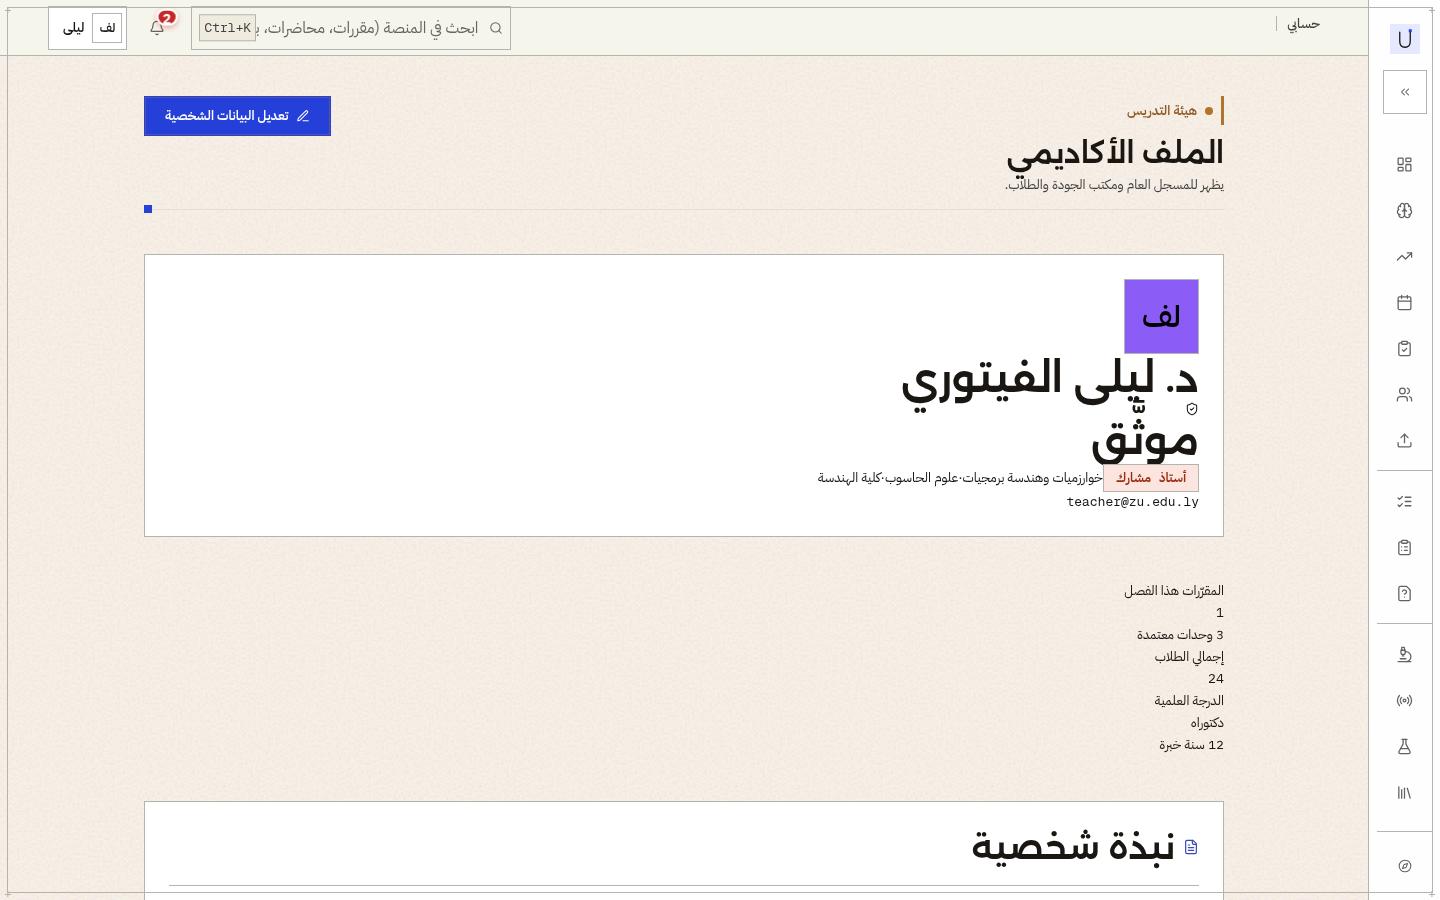 حسابي
ابحث في المنصة (مقررات، محاضرات،
Ctrl+K
2
لف
ليلى
هيئة التدريس
الملف الأكاديمي
يظهر للمسجل العام ومكتب الجودة والطلاب.
تعديل البيانات الشخصية
لف
د. ليلى الفيتوري
موثَّق
أستاذ مشارك خوارزميات وهندسة برمجيات·علوم الحاسوب·كلية الهندسة
teacher@zu.edu.ly
المقرّرات هذا الفصل
1
3 وحدات معتمدة
إجمالي الطلاب
24
الدرجة العلمية
دكتوراه
12 سنة خبرة
نبذة شخصية